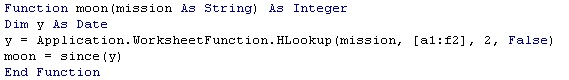 Function moon(mission As String) As Integer
Dim y As Date
y = Application.WorksheetFunction.HLookup(mission, [a1:f2], 2, False)
moon = since(y)
End Function